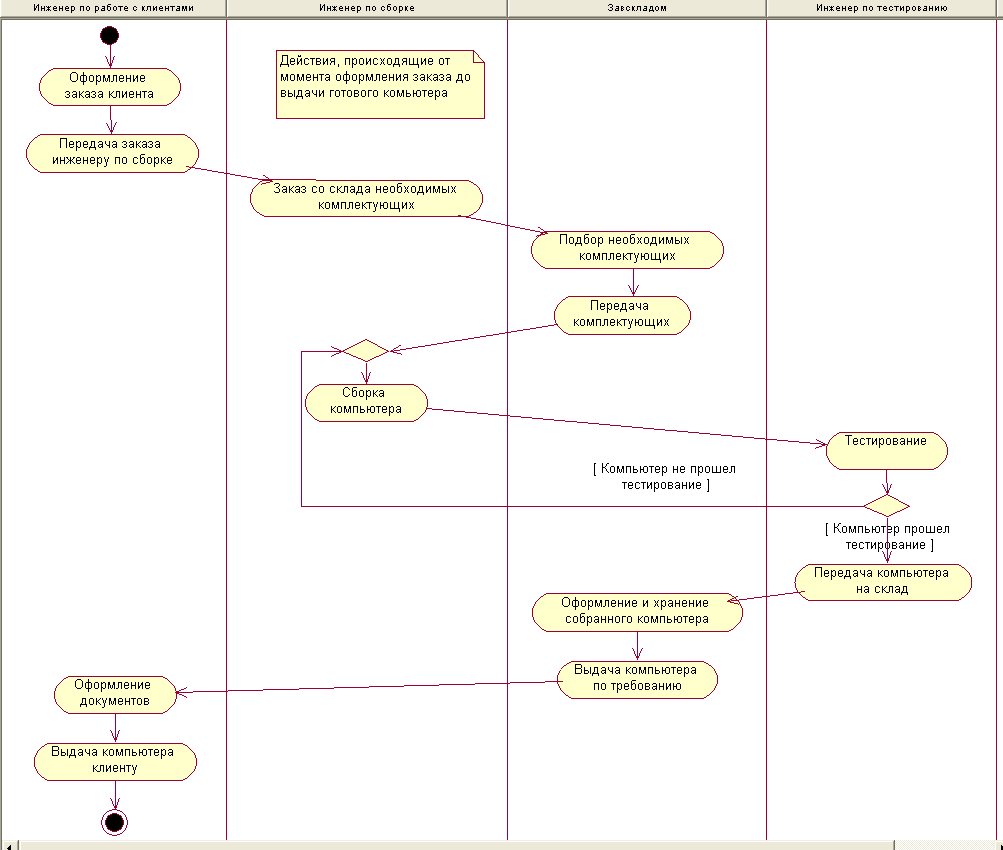 Инженер по работе с клиентами
Инженер по сборке
Завскладом
Инженер по тестированию
Действия, происходящие от
момента оформления заказа до
выдачи готового комьютера
Оформление
заказа клиента
Передача заказа
инженеру по сборке
Заказ со склада необходимых
комплектующих
Подбор необходимых
комплектующих
Передача
комплектующих
Сборка
компьютера
Тестирование
[ Компьютер не прошел
тестирование ]
[ Компьютер прошел
тестирование ]
Передача компьютера
на склад
Оформление и хранение
собранного компьютера
Выдача компьютера
по требованию
Оформление
документов
Выдача компьютера
клиенту